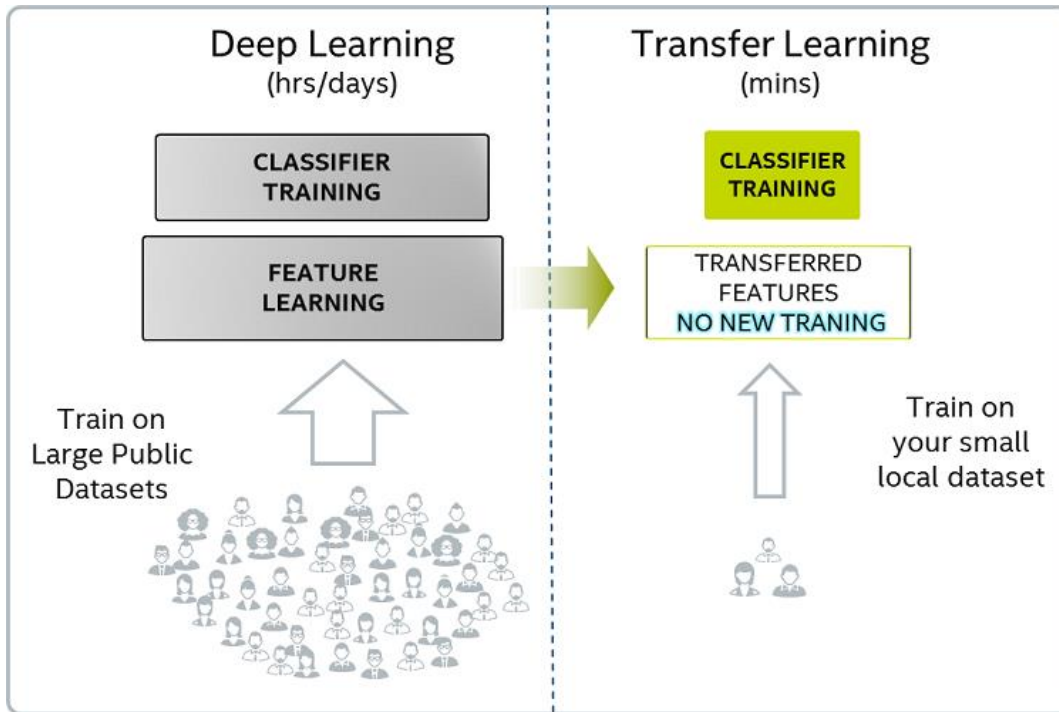 Deep Learning
(hrs/days)
CLASSIFIER
TRAINING
FEATURE
LEARNING
Train on
Large Public
Datasets
Transfer Learning
(mins)
CLASSIFIER
TRAINING
TRANSFERRED
FEATURES
NO NEW TRANING
Train on
your small
local dataset